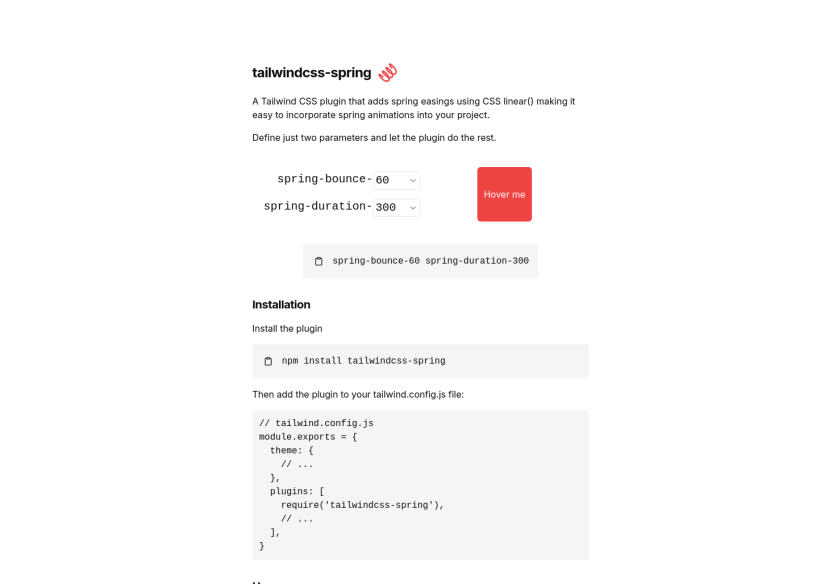 tailwindcss-spring
A Tailwind CSS plugin that adds spring easings using CSS linear() making it
easy to incorporate spring animations into your project.
Define just two parameters and let the plugin do the rest.
spring-bounce- 60
spring-duration- 300
Hover me
spring-bounce-60 spring-duration-300
Installation
Install the plugin
npm install tailwindcss-spring
Then add the plugin to your tailwind.config.js file:
// tailwind.config.js
module.exports = {
  theme: {
    // ...
  },
  plugins: [
    require('tailwindcss-spring'),
    // ...
  ],
}